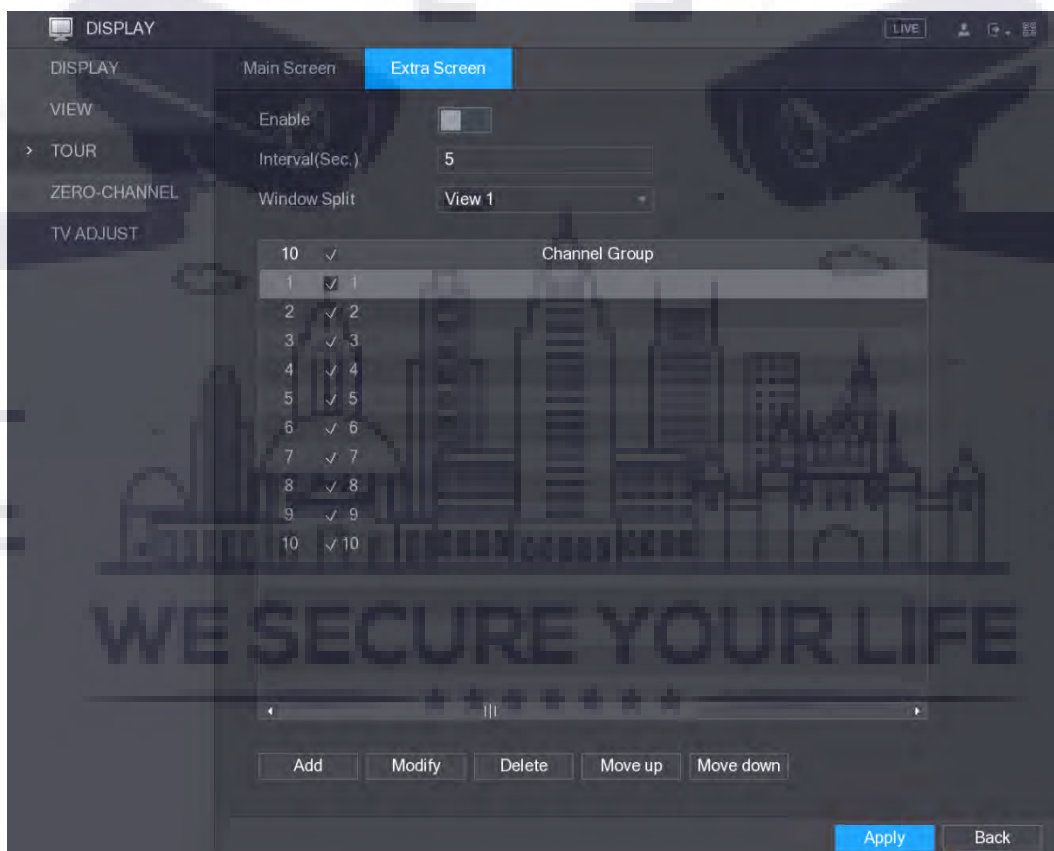 DISPLAY
LIVE
DISPLAY
VIEW
TOUR
ZERO-CHANNEL
TV ADJUST
Main Screen
Extra Screen
Enable
Interval(Sec.)
5
Window Split
View 1
10 Channel Group
1 1
2 2
3 3
4 4
5 5
6 6
7 7
8 8
9 9
10 10
WE SECURE YOUR LIFE
Add
Modify
Delete
Move up
Move down
Apply
Back